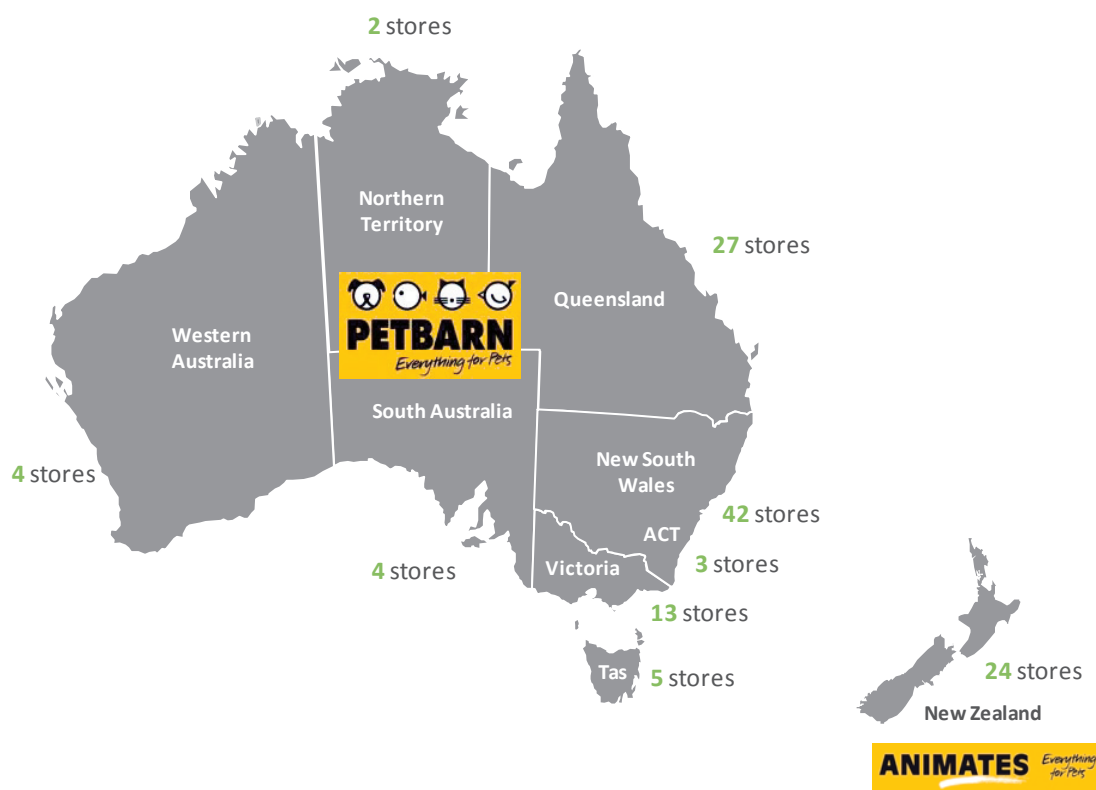 2 stores
Northern
Territory
27 stores
Queensland
PETBARN
Everything for Pets
Western
Australia
South Australia
New South
Wales
4 stores
42 stores
ACT
3 stores
4 stores
Victoria
13 stores
Tas
5 stores
24 stores
New Zealand
ANIMATES
Everything
for Pets